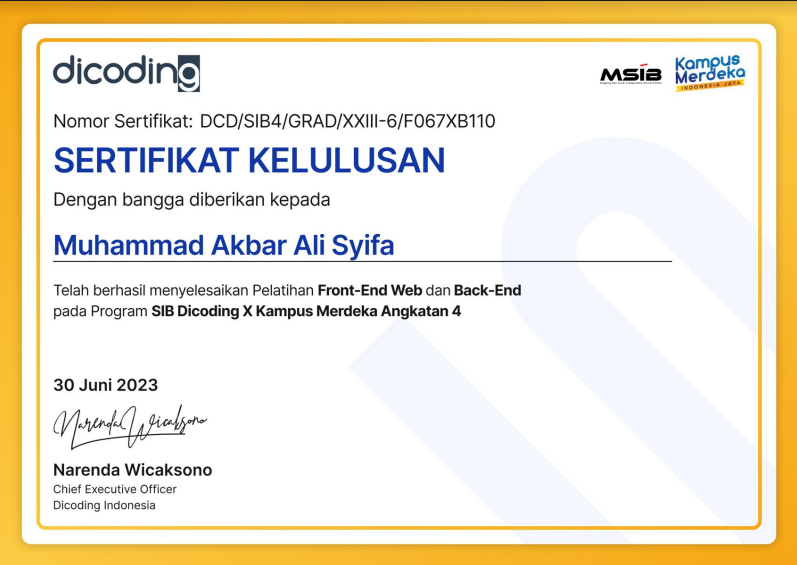 dicoding
MSIB
Kampus
Merdeka
INDONESIA JAYA
Nomor Sertifikat: DCD/SIB4/GRAD/XXIII-6/F067XB110
SERTIFIKAT KELULUSAN
Dengan bangga diberikan kepada
Muhammad Akbar Ali Syifa
Telah berhasil menyelesaikan Pelatihan Front-End Web dan Back-End
pada Program SIB Dicoding X Kampus Merdeka Angkatan 4
30 Juni 2023
Narenda Wicaksono
Narenda Wicaksono
Chief Executive Officer
Dicoding Indonesia